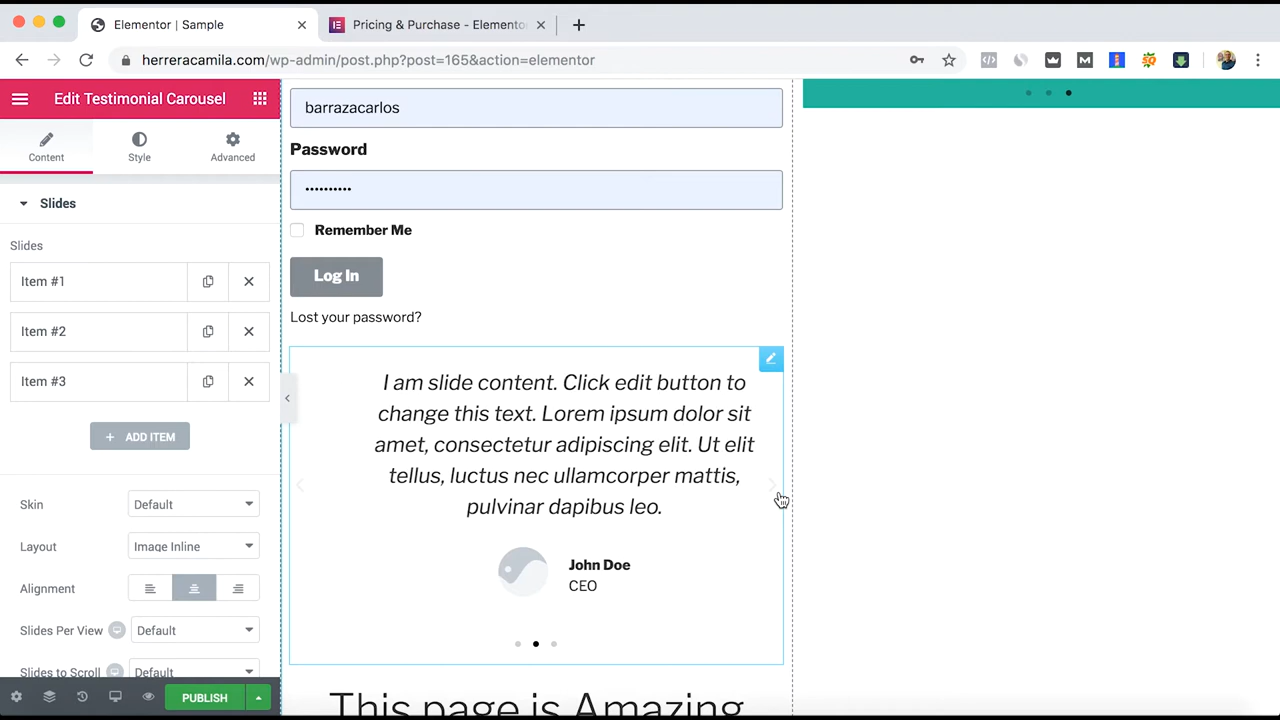 Elementor | Sample
Pricing & Purchase - Elemento
herreracamila.com/wp-admin/post.php?post=165&action=elementor
Edit Testimonial Carousel
Content
Style
Advanced
Slides
Slides
Item #1
Item #2
Item #3
+ ADD ITEM
Skin
Default
Layout
Image Inline
Alignment
Slides Per View
Default
Slides to Scroll
Default
PUBLISH
barrazacarlos
Password
••••••••••
Remember Me
Log In
Lost your password?
I am slide content. Click edit button to
change this text. Lorem ipsum dolor sit
amet, consectetur adipiscing elit. Ut elit
tellus, luctus nec ullamcorper mattis,
pulvinar dapibus leo.
John Doe
CEO
This page is Amazing